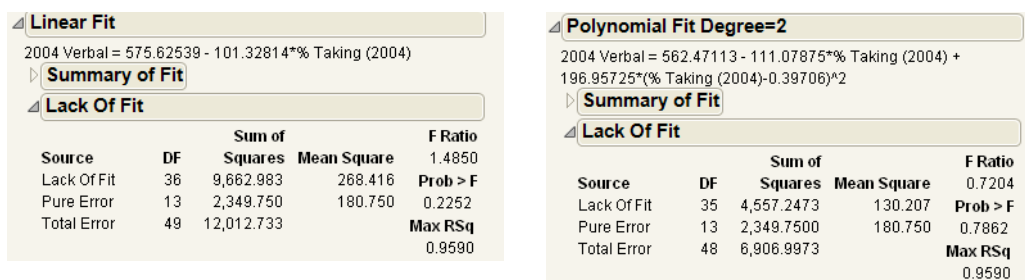 Linear Fit
2004 Verbal = 575.62539 - 101.32814*% Taking (2004)
Summary of Fit
Lack Of Fit
Sum of F Ratio
Source DF Squares Mean Square 1.4850
Lack Of Fit 36 9,662.983 268.416 Prob > F
Pure Error 13 2,349.750 180.750 0.2252
Total Error 49 12,012.733 Max RSq
0.9590
Polynomial Fit Degree=2
2004 Verbal = 562.47113 - 111.07875*% Taking (2004) +
196.95725*(% Taking (2004)-0.39706)^2
Summary of Fit
Lack Of Fit
Sum of F Ratio
Source DF Squares Mean Square 0.7204
Lack Of Fit 35 4,557.2473 130.207 Prob > F
Pure Error 13 2,349.7500 180.750 0.7862
Total Error 48 6,906.9973 Max RSq
0.9590